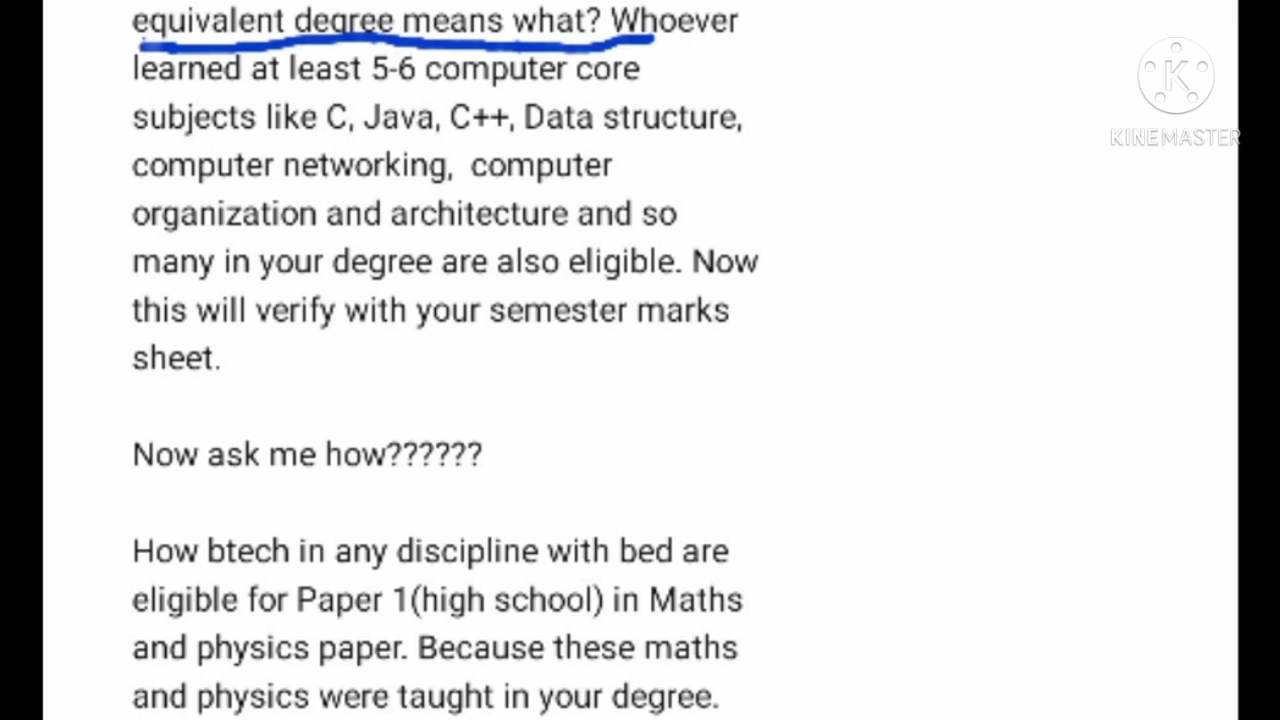 equivalent degree means what? Whoever
learned at least 5-6 computer core
subjects like C, Java, C++, Data structure,
computer networking,  computer
organization and architecture and so
many in your degree are also eligible. Now
this will verify with your semester marks
sheet.
Now ask me how??????
How btech in any discipline with bed are
eligible for Paper 1(high school) in Maths
and physics paper. Because these maths
and physics were taught in your degree.
K
KINEMASTER